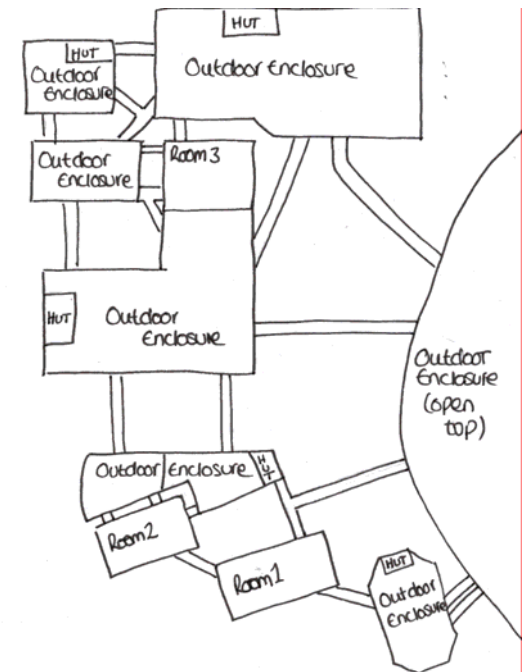 HUT
Outdoor Enclosure
HUT
Outdoor
Enclosure
Outdoor
Enclosure
Room 3
HUT
Outdoor
Enclosure
Outdoor
Enclosure
(open
top)
Outdoor Enclosure
HUT
Room 2
Room 1
HUT
Outdoor
Enclosure